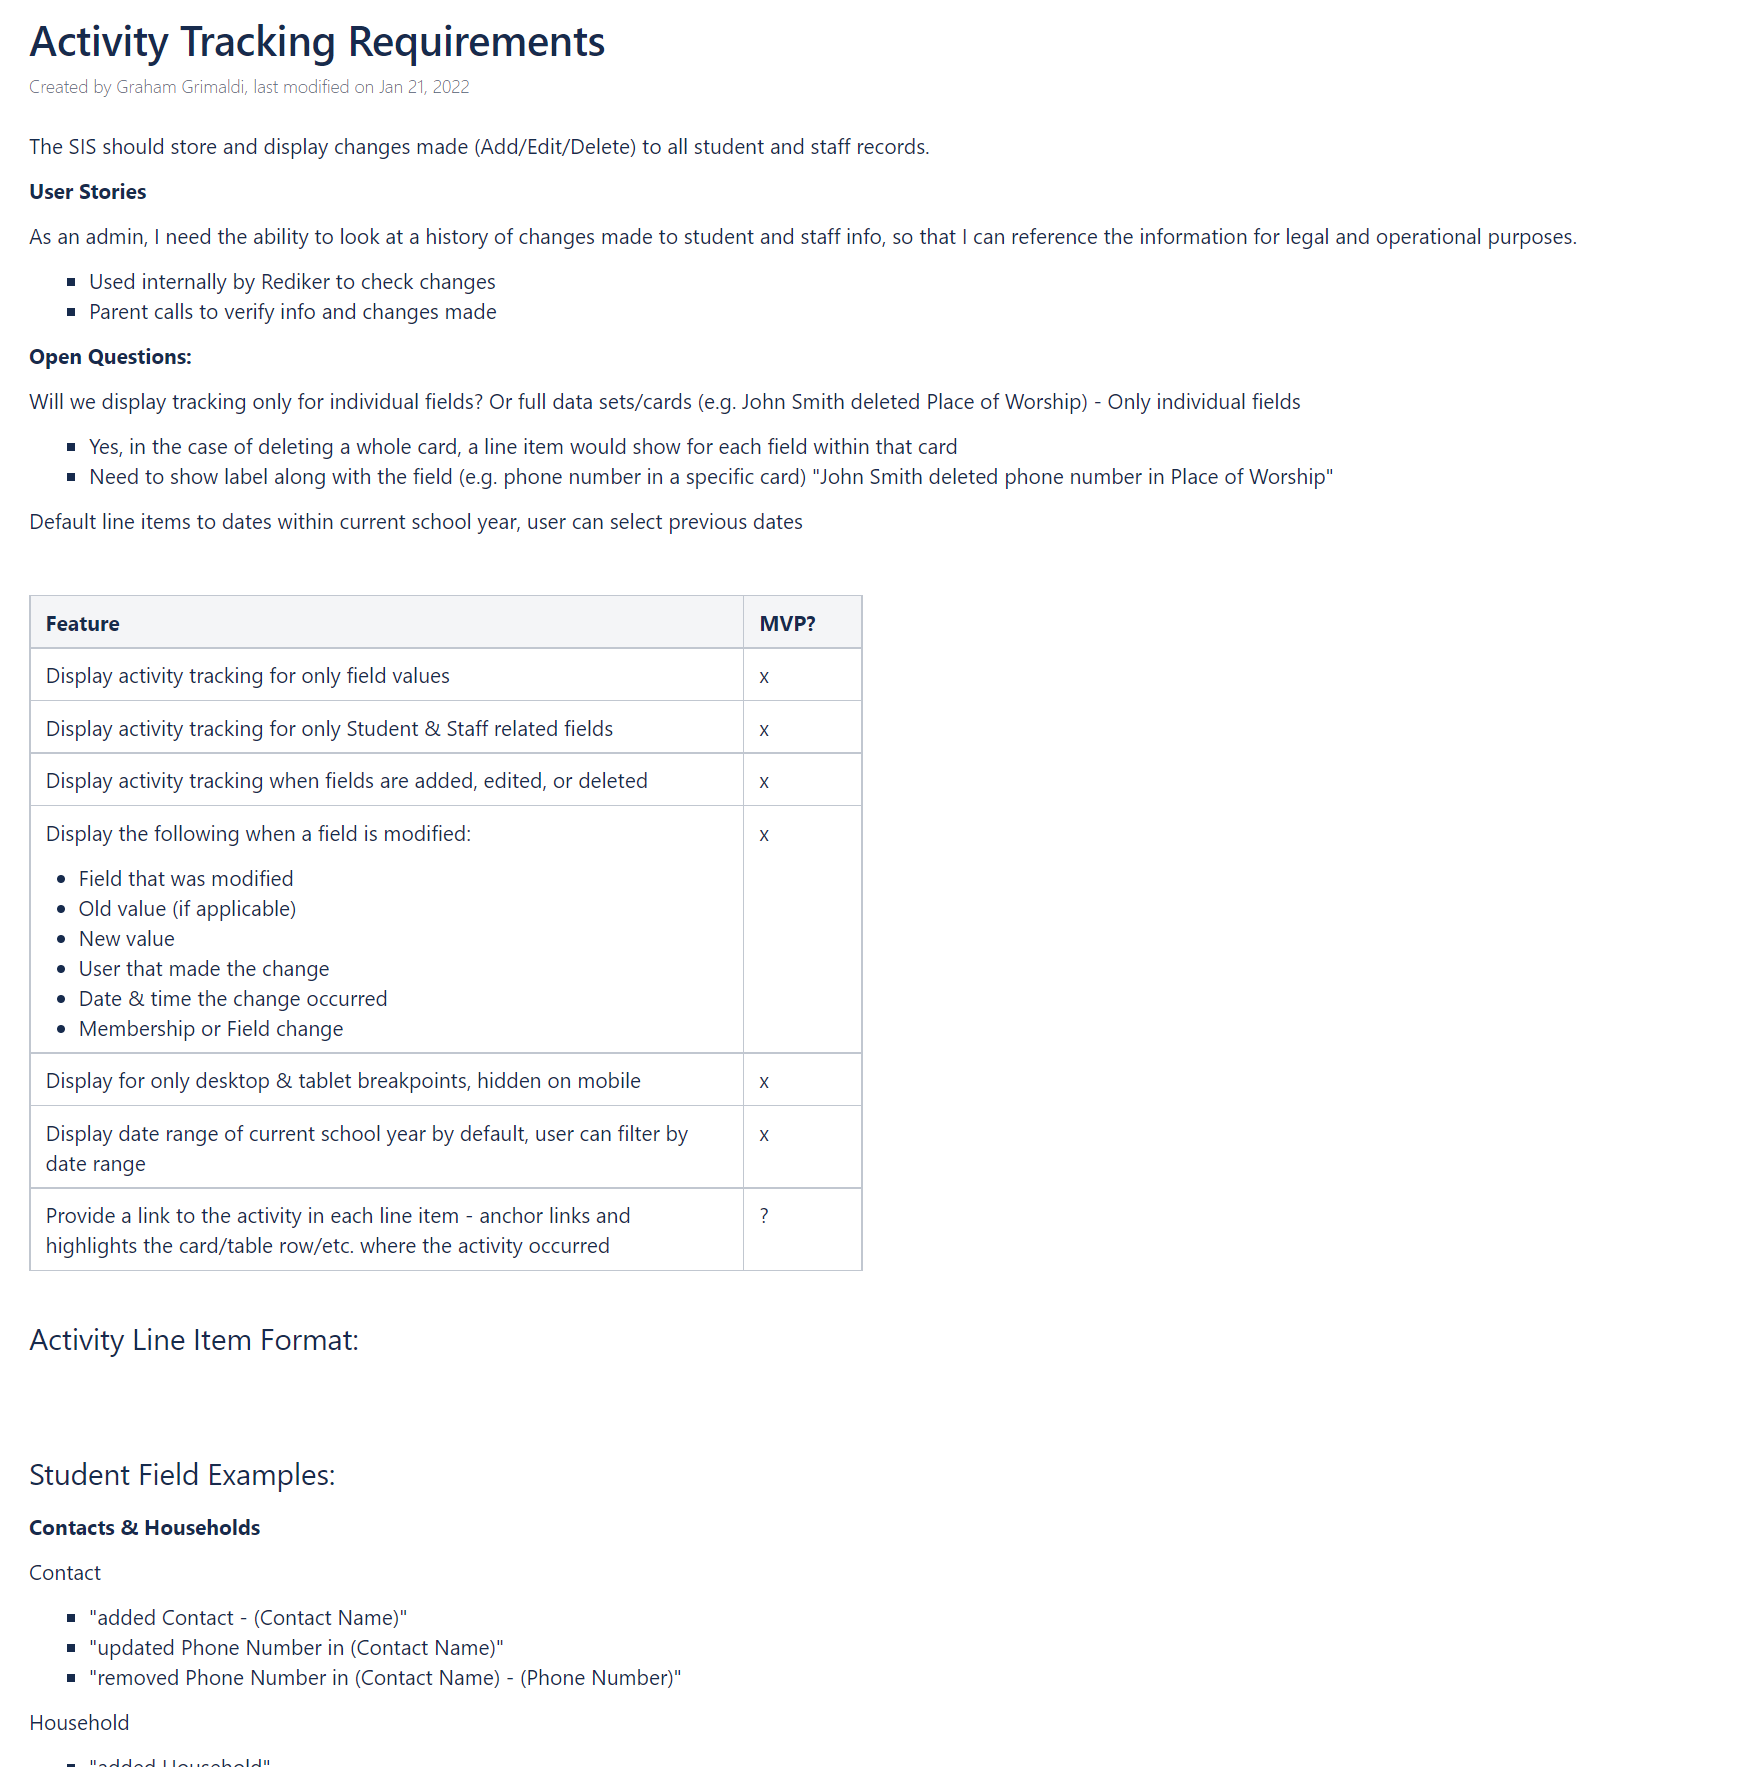 Activity Tracking Requirements
Created by Graham Grimaldi, last modified on Jan 21, 2022
The SIS should store and display changes made (Add/Edit/Delete) to all student and staff records.
User Stories
As an admin, I need the ability to look at a history of changes made to student and staff info, so that I can reference the information for legal and operational purposes.
Used internally by Rediker to check changes
Parent calls to verify info and changes made
Open Questions:
Will we display tracking only for individual fields? Or full data sets/cards (e.g. John Smith deleted Place of Worship) - Only individual fields
Yes, in the case of deleting a whole card, a line item would show for each field within that card
Need to show label along with the field (e.g. phone number in a specific card) "John Smith deleted phone number in Place of Worship"
Default line items to dates within current school year, user can select previous dates
Feature MVP?
Display activity tracking for only field values x
Display activity tracking for only Student & Staff related fields x
Display activity tracking when fields are added, edited, or deleted x
Display the following when a field is modified: x
Field that was modified
Old value (if applicable)
New value
User that made the change
Date & time the change occurred
Membership or Field change
Display for only desktop & tablet breakpoints, hidden on mobile x
Display date range of current school year by default, user can filter by x
date range
Provide a link to the activity in each line item - anchor links and ?
highlights the card/table row/etc. where the activity occurred
Activity Line Item Format:
Student Field Examples:
Contacts & Households
Contact
"added Contact - (Contact Name)"
"updated Phone Number in (Contact Name)"
"removed Phone Number in (Contact Name) - (Phone Number)"
Household
"added Household"